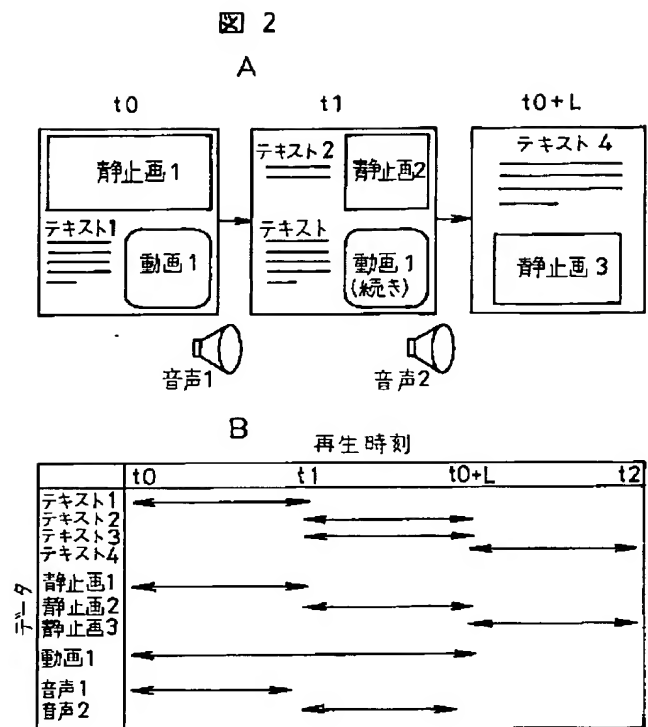 図 2
A
t0 t1 t0+L
静止画1
テキスト1
動画1
音声1
テキスト2
静止画2
テキスト
動画1
(続き)
音声2
テキスト4
静止画3
B
再生時刻
t0 t1 t0+L t2
データ
テキスト1
テキスト2
テキスト3
テキスト4
静止画1
静止画2
静止画3
動画1
音声1
音声2